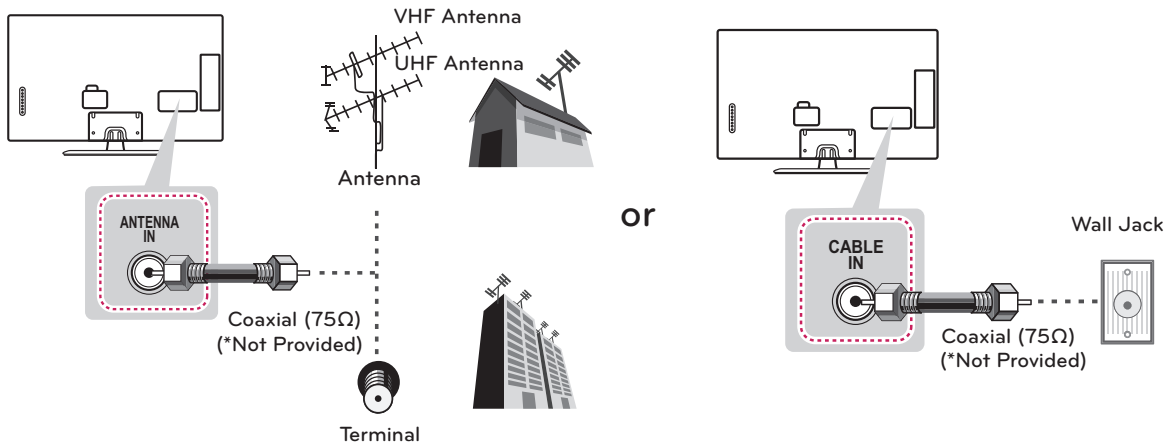 VHF Antenna
UHF Antenna
Antenna
ANTENNA
IN
Coaxial (75Ω)
(*Not Provided)
Terminal
or
Wall Jack
CABLE
IN
Coaxial (75Ω)
(*Not Provided)